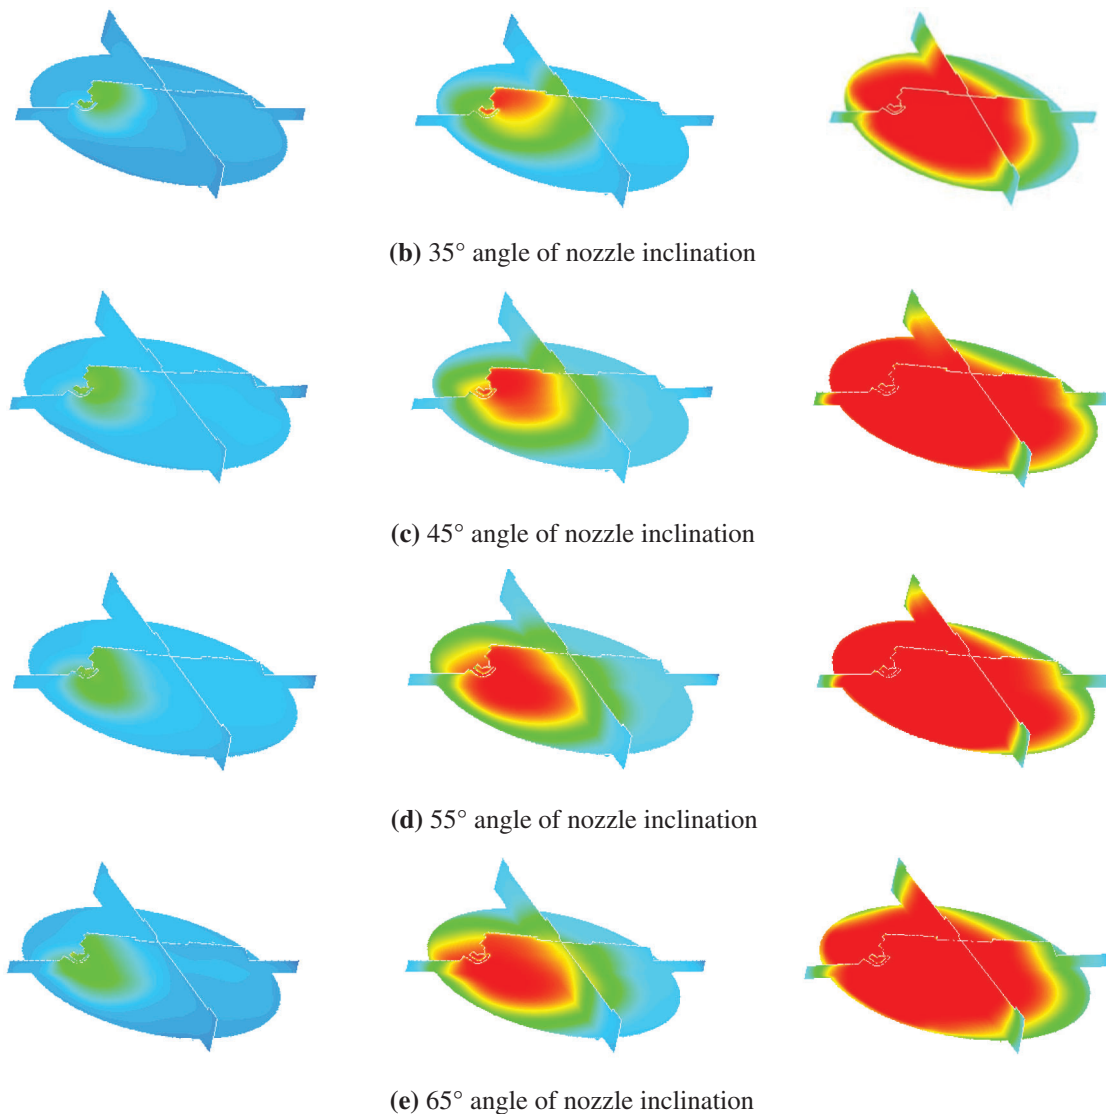 (b) 35° angle of nozzle inclination
(c) 45° angle of nozzle inclination
(d) 55° angle of nozzle inclination
(e) 65° angle of nozzle inclination